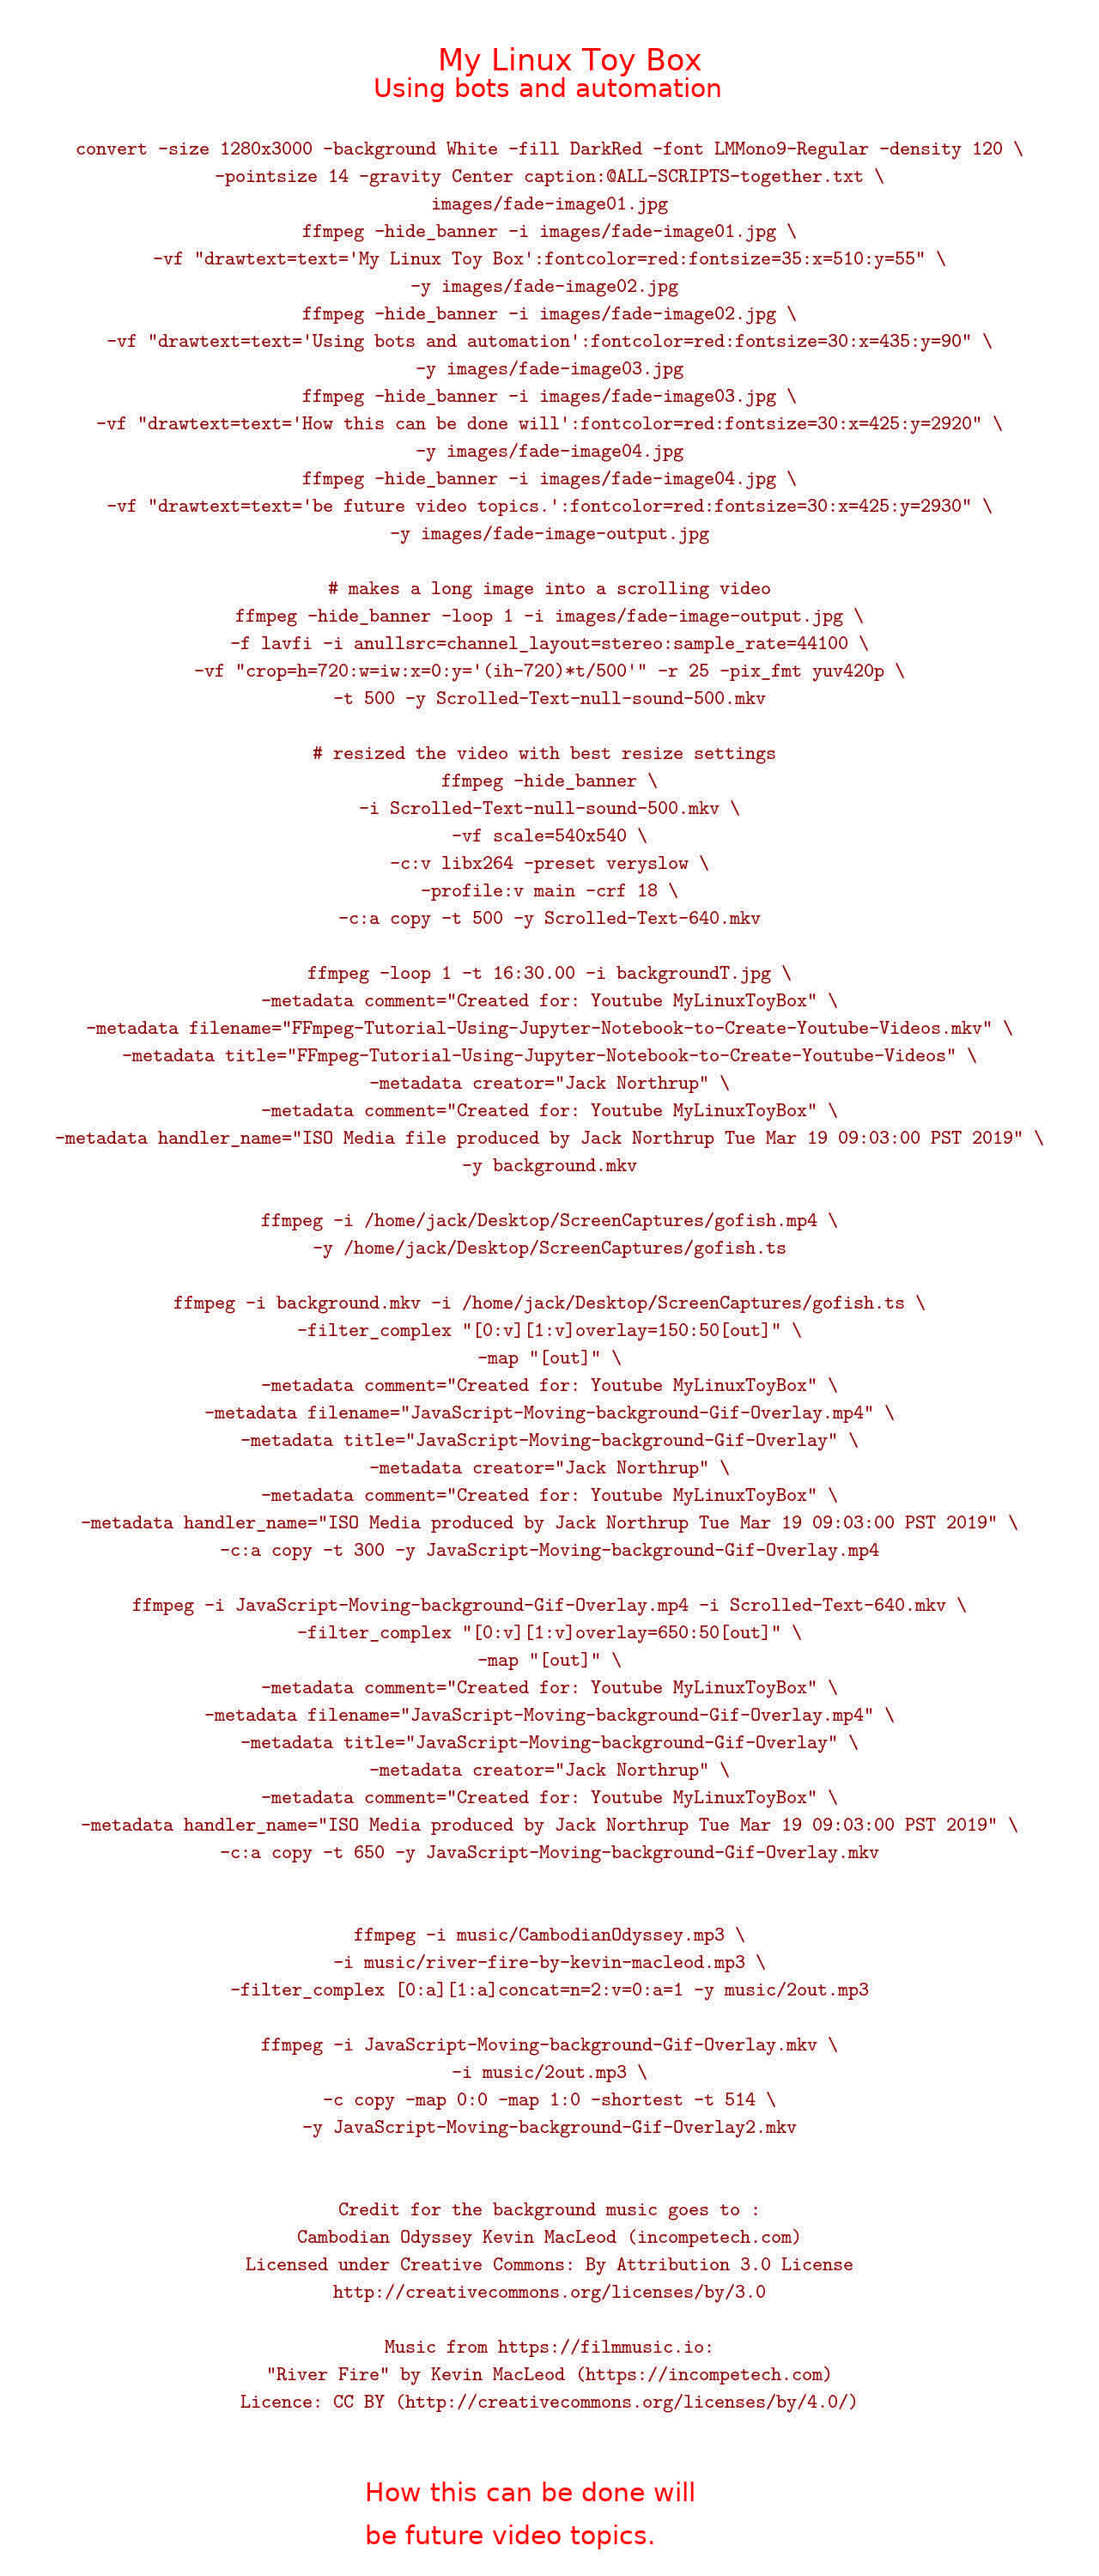 My Linux Toy Box
Using bots and automation
convert -size 1280x3000 -background White -fill DarkRed -font LMMono9-Regular -density 120 \
-pointsize 14 -gravity Center caption:@ALL-SCRIPTS-together.txt \
images/fade-image01.jpg
ffmpeg -hide_banner -i images/fade-image01.jpg \
-vf "drawtext=text='My Linux Toy Box':fontcolor=red:fontsize=35:x=510:y=55" \
-y images/fade-image02.jpg
ffmpeg -hide_banner -i images/fade-image02.jpg \
-vf "drawtext=text='Using bots and automation':fontcolor=red:fontsize=30:x=435:y=90" \
-y images/fade-image03.jpg
ffmpeg -hide_banner -i images/fade-image03.jpg \
-vf "drawtext=text='How this can be done will':fontcolor=red:fontsize=30:x=425:y=2920" \
-y images/fade-image04.jpg
ffmpeg -hide_banner -i images/fade-image04.jpg \
-vf "drawtext=text='be future video topics.':fontcolor=red:fontsize=30:x=425:y=2930" \
-y images/fade-image-output.jpg
# makes a long image into a scrolling video
ffmpeg -hide_banner -loop 1 -i images/fade-image-output.jpg \
-f lavfi -i anullsrc=channel_layout=stereo:sample_rate=44100 \
-vf "crop=h=720:w=iw:x=0:y='(ih-720)*t/500'" -r 25 -pix_fmt yuv420p \
-t 500 -y Scrolled-Text-null-sound-500.mkv
# resized the video with best resize settings
ffmpeg -hide_banner \
-i Scrolled-Text-null-sound-500.mkv \
-vf scale=540x540 \
-c:v libx264 -preset veryslow \
-profile:v main -crf 18 \
-c:a copy -t 500 -y Scrolled-Text-640.mkv
ffmpeg -loop 1 -t 16:30.00 -i backgroundT.jpg \
-metadata comment="Created for: Youtube MyLinuxToyBox" \
-metadata filename="FFmpeg-Tutorial-Using-Jupyter-Notebook-to-Create-Youtube-Videos.mkv" \
-metadata title="FFmpeg-Tutorial-Using-Jupyter-Notebook-to-Create-Youtube-Videos" \
-metadata creator="Jack Northrup" \
-metadata comment="Created for: Youtube MyLinuxToyBox" \
-metadata handler_name="ISO Media file produced by Jack Northrup Tue Mar 19 09:03:00 PST 2019" \
-y background.mkv
ffmpeg -i /home/jack/Desktop/ScreenCaptures/gofish.mp4 \
-y /home/jack/Desktop/ScreenCaptures/gofish.ts
ffmpeg -i background.mkv -i /home/jack/Desktop/ScreenCaptures/gofish.ts \
-filter_complex "[0:v][1:v]overlay=150:50[out]" \
-map "[out]" \
-metadata comment="Created for: Youtube MyLinuxToyBox" \
-metadata filename="JavaScript-Moving-background-Gif-Overlay.mp4" \
-metadata title="JavaScript-Moving-background-Gif-Overlay" \
-metadata creator="Jack Northrup" \
-metadata comment="Created for: Youtube MyLinuxToyBox" \
-metadata handler_name="ISO Media produced by Jack Northrup Tue Mar 19 09:03:00 PST 2019" \
-c:a copy -t 300 -y JavaScript-Moving-background-Gif-Overlay.mp4
ffmpeg -i JavaScript-Moving-background-Gif-Overlay.mp4 -i Scrolled-Text-640.mkv \
-filter_complex "[0:v][1:v]overlay=650:50[out]" \
-map "[out]" \
-metadata comment="Created for: Youtube MyLinuxToyBox" \
-metadata filename="JavaScript-Moving-background-Gif-Overlay.mp4" \
-metadata title="JavaScript-Moving-background-Gif-Overlay" \
-metadata creator="Jack Northrup" \
-metadata comment="Created for: Youtube MyLinuxToyBox" \
-metadata handler_name="ISO Media produced by Jack Northrup Tue Mar 19 09:03:00 PST 2019" \
-c:a copy -t 650 -y JavaScript-Moving-background-Gif-Overlay.mkv
ffmpeg -i music/CambodianOdyssey.mp3 \
-i music/river-fire-by-kevin-macleod.mp3 \
-filter_complex [0:a][1:a]concat=n=2:v=0:a=1 -y music/2out.mp3
ffmpeg -i JavaScript-Moving-background-Gif-Overlay.mkv \
-i music/2out.mp3 \
-c copy -map 0:0 -map 1:0 -shortest -t 514 \
-y JavaScript-Moving-background-Gif-Overlay2.mkv
Credit for the background music goes to :
Cambodian Odyssey Kevin MacLeod (incompetech.com)
Licensed under Creative Commons: By Attribution 3.0 License
http://creativecommons.org/licenses/by/3.0
Music from https://filmmusic.io:
"River Fire" by Kevin MacLeod (https://incompetech.com)
Licence: CC BY (http://creativecommons.org/licenses/by/4.0/)
How this can be done will
be future video topics.